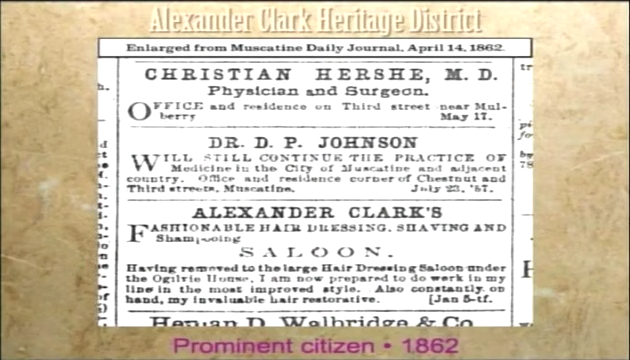 Alexander Clark Heritage District
Enlarged from Muscatine Daily Journal, April 14, 1862.
CHRISTIAN HERSHE, M. D.
Physician and Surgeon.
OFFICE and residence on Third street near Mul-
berry May 17.
DR. D. P. JOHNSON
WILL STILL CONTINUE THE PRACTICE OF
Medicine in the City of Muscatine and adjacent
country. Office and residence corner of Chestnut and
Third streets, Muscatine. July 23, '57.
ALEXANDER CLARK'S
FASHIONABLE HAIR DRESSING, SHAVING AND
Shampooing
SALOON.
Having removed to the large Hair Dressing Saloon under
the Ogilvie House, I am now prepared to do work in my
line in the most improved style. Also constantly on
hand, my invaluable hair restorative. [Jan 5-tf.
Herman D. Walbridge & Co
Prominent citizen • 1862